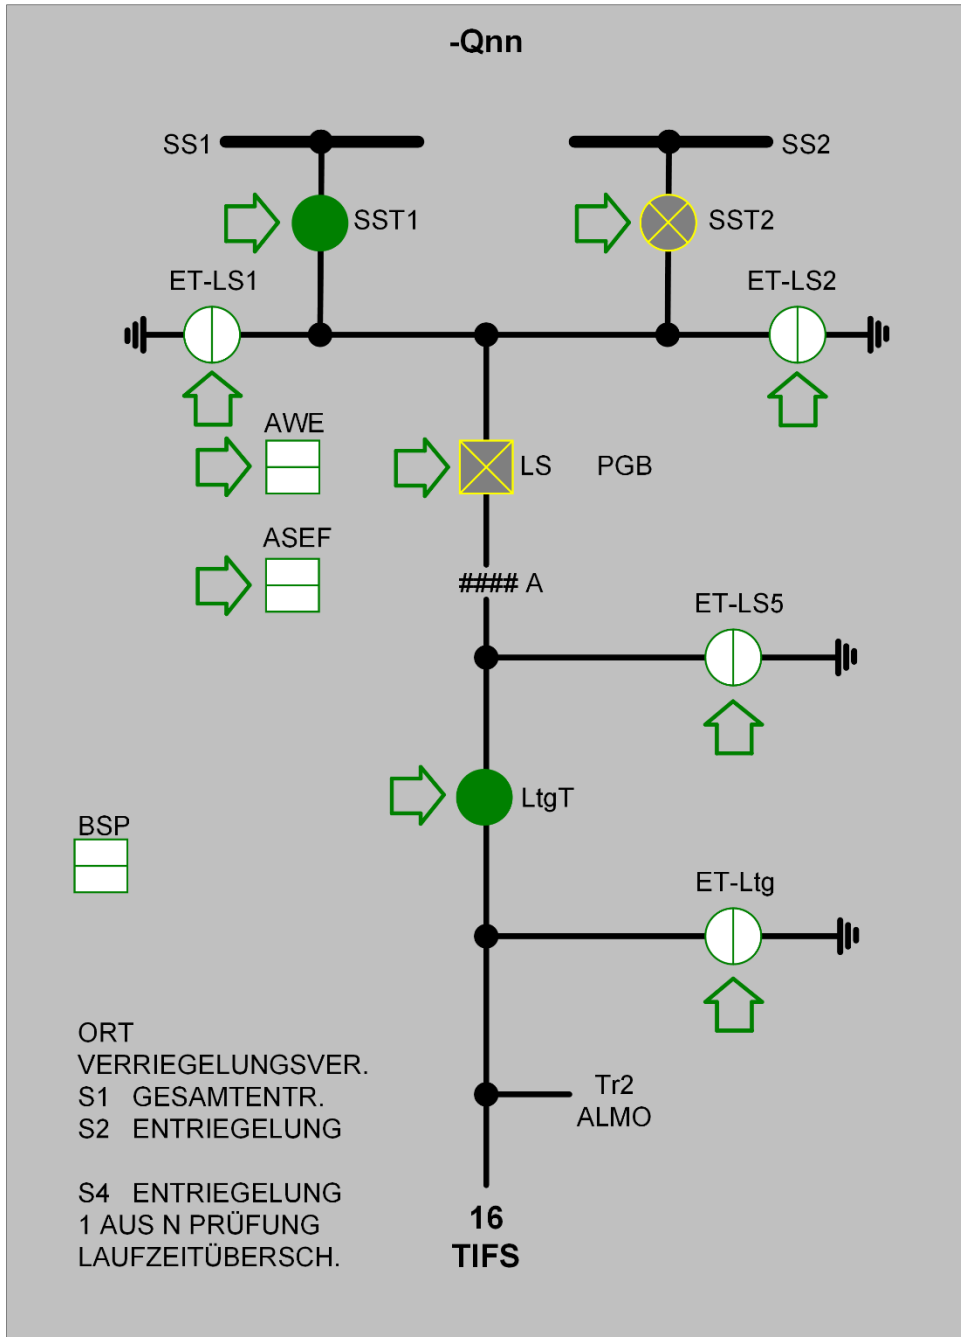 -Qnn
SS1
SS2
SST1
SST2
ET-LS1
ET-LS2
AWE
LS PGB
ASEF
#### A
ET-LS5
LtgT
BSP
ET-Ltg
ORT
VERRIEGELUNGSVER.
S1 GESAMTENTR.
S2 ENTRIEGELUNG
Tr2
ALMO
S4 ENTRIEGELUNG
1 AUS N PRÜFUNG
LAUFZEITÜBERSCH.
16
TIFS